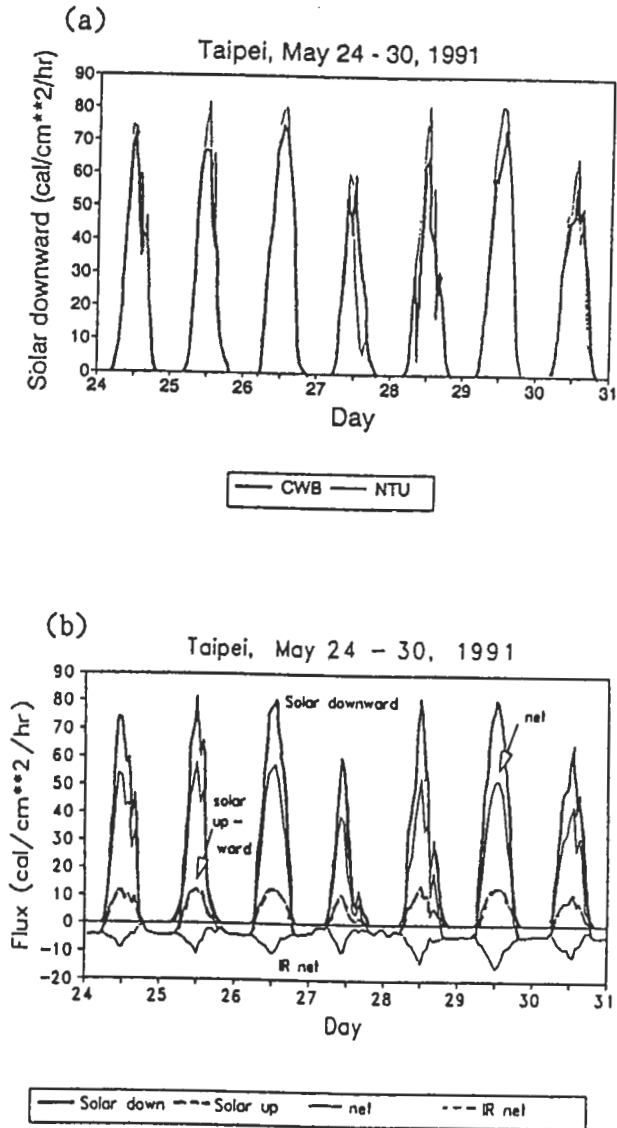 (a)
Taipei, May 24 - 30, 1991
Solar downward (cal/cm**2/hr)
90
80
70
60
50
40
30
20
10
0
24 25 26 27 28 29 30 31
Day
CWB NTU
(b)
Taipei, May 24 - 30, 1991
Flux (cal/cm**2/hr)
90
80
70
60
50
40
30
20
10
0
-10
-20
Solar downward
net
solar
up -
ward
IR net
24 25 26 27 28 29 30 31
Day
Solar down Solar up net IR net